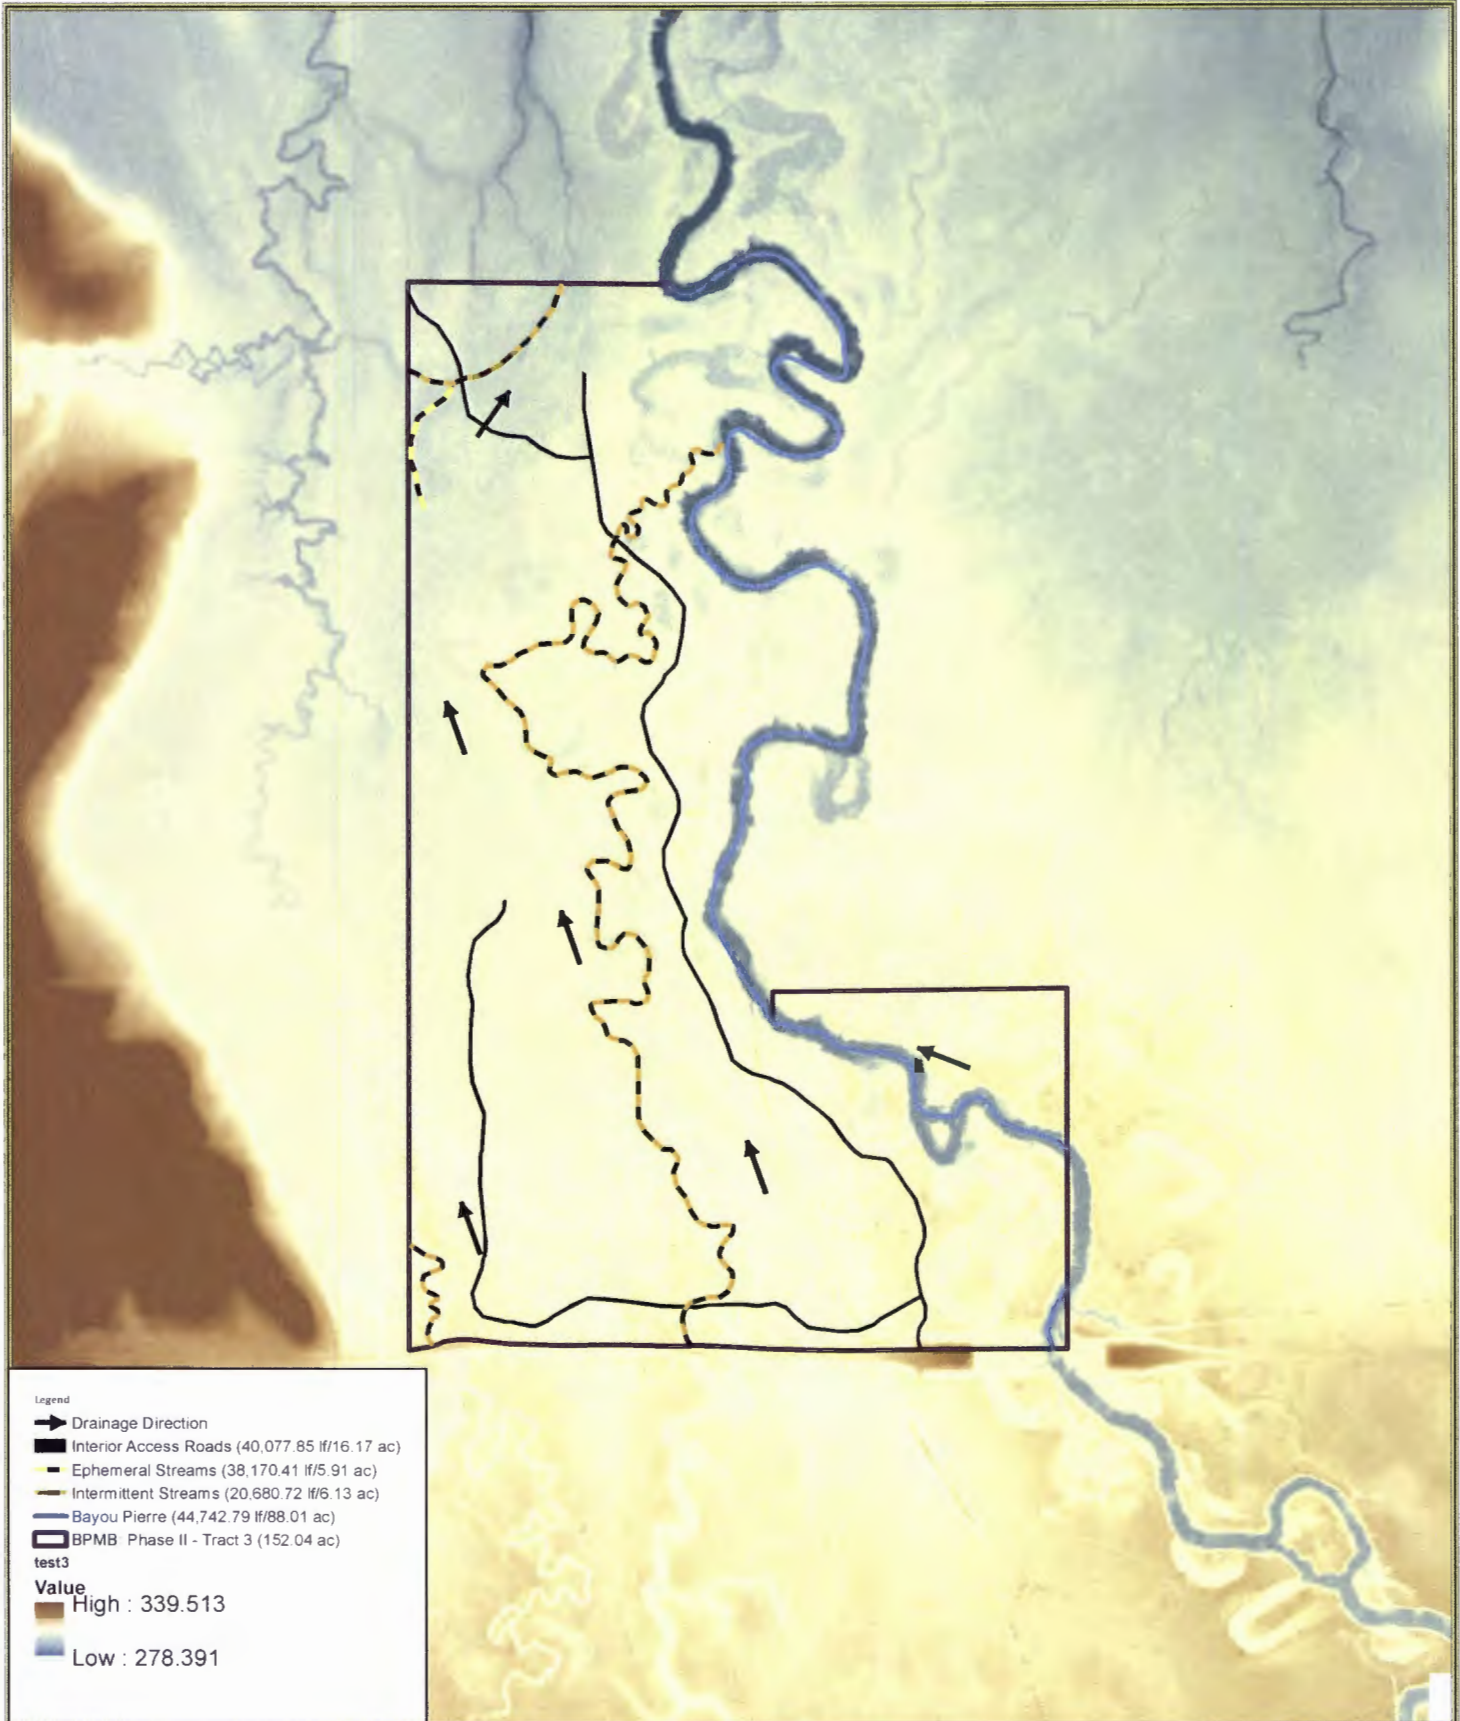 Legend
Drainage Direction
Interior Access Roads (40,077.85 lf/16.17 ac)
Ephemeral Streams (38,170.41 lf/5.91 ac)
Intermittent Streams (20,680.72 lf/6.13 ac)
Bayou Pierre (44,742.79 lf/88.01 ac)
BPMB: Phase II - Tract 3 (152.04 ac)
test3
Value
High : 339.513
Low : 278.391